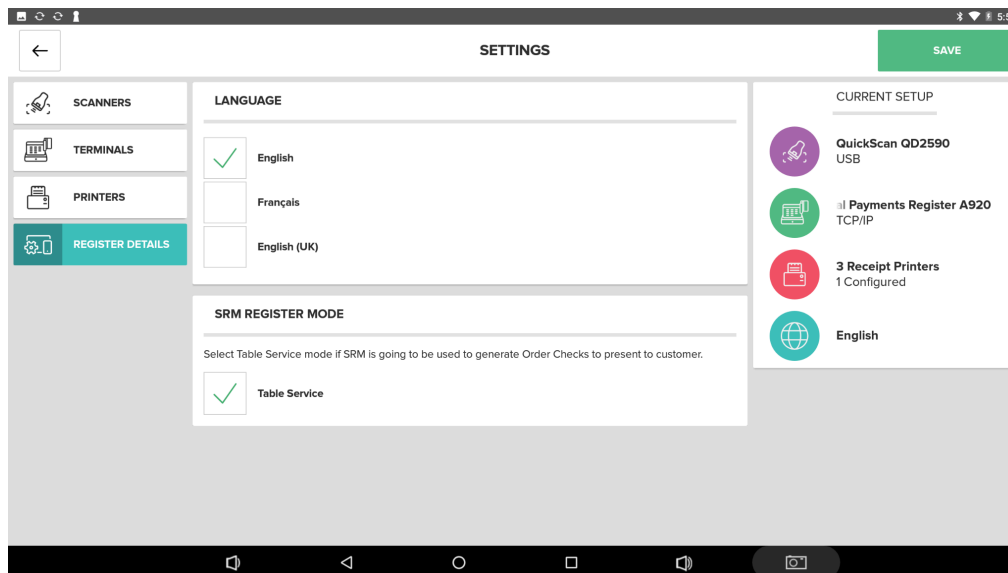 SETTINGS
SAVE
SCANNERS
TERMINALS
PRINTERS
REGISTER DETAILS
LANGUAGE
English
Français
English (UK)
SRM REGISTER MODE
Select Table Service mode if SRM is going to be used to generate Order Checks to present to customer.
Table Service
CURRENT SETUP
QuickScan QD2590
USB
Payments Register A920
TCP/IP
3 Receipt Printers
1 Configured
English